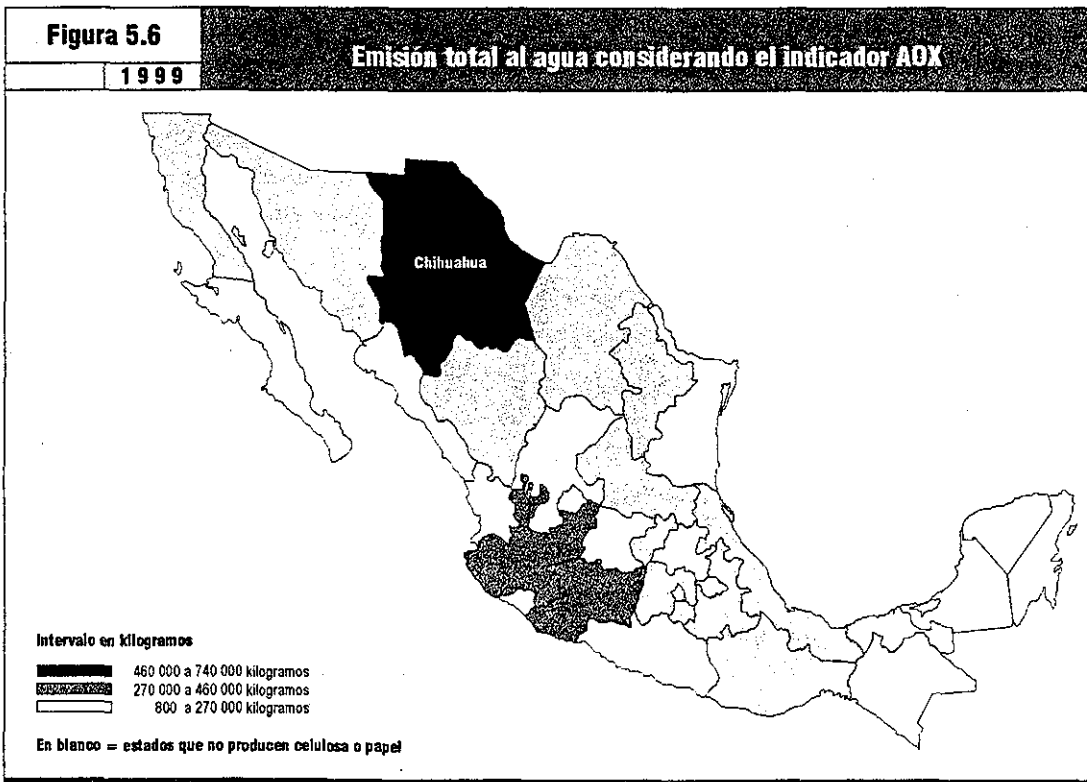 Figura 5.6
1999
Emisión total al agua considerando el indicador AOX
Chihuahua
Intervalo en kilogramos
460 000 a 740 000 kilogramos
270 000 a 460 000 kilogramos
800 a 270 000 kilogramos
En blanco = estados que no producen celulosa o papel